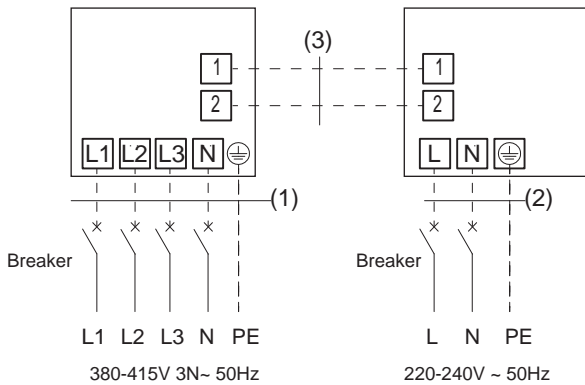 (3)
1 1
2 2
L1 L2 L3 N L N
(1) (2)
Breaker Breaker
L1 L2 L3 N PE L N PE
380-415V 3N~ 50Hz 220-240V ~ 50Hz